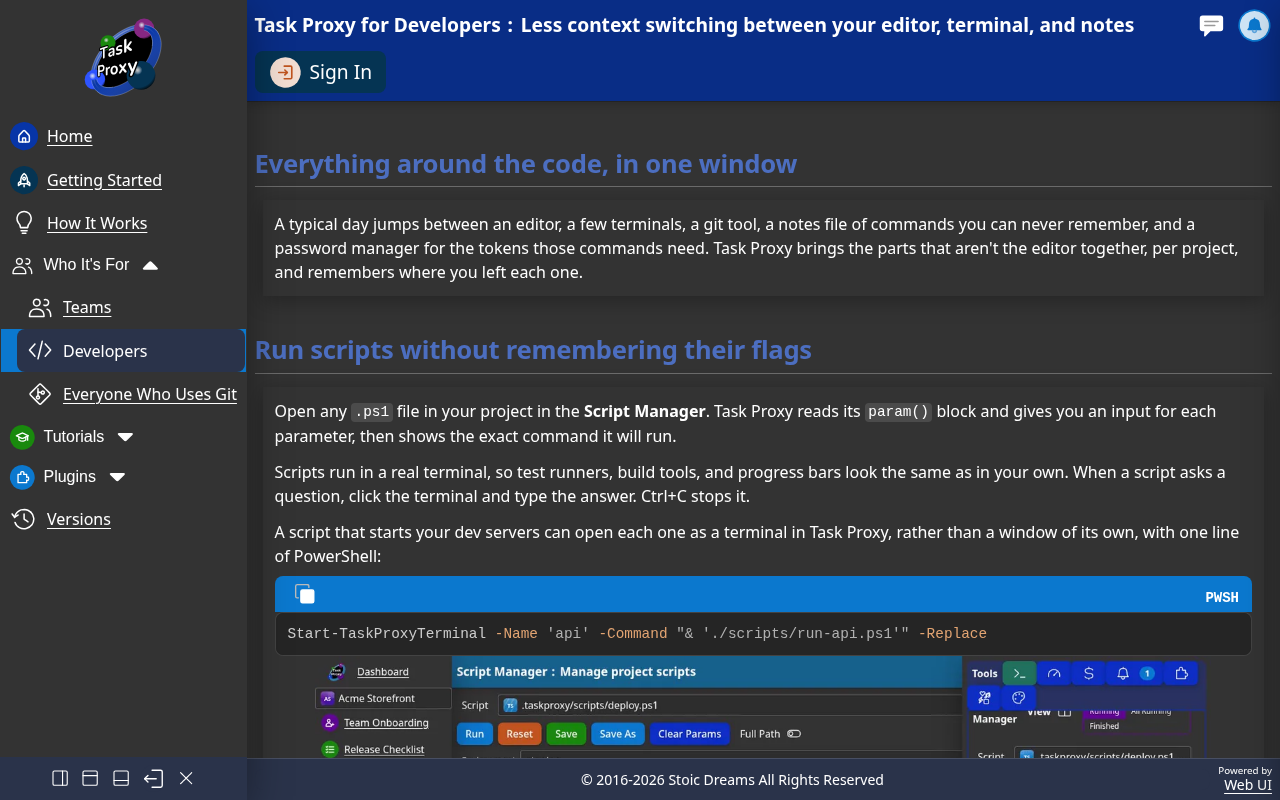 Task Proxy
Home
Getting Started
How It Works
Who It's For
Teams
Developers
Everyone Who Uses Git
Tutorials
Plugins
Versions
Task Proxy for Developers : Less context switching between your editor, terminal, and notes
Sign In
Everything around the code, in one window
A typical day jumps between an editor, a few terminals, a git tool, a notes file of commands you can never remember, and a
password manager for the tokens those commands need. Task Proxy brings the parts that aren't the editor together, per project,
and remembers where you left each one.
Run scripts without remembering their flags
Open any .ps1 file in your project in the Script Manager. Task Proxy reads its param() block and gives you an input for each
parameter, then shows the exact command it will run.
Scripts run in a real terminal, so test runners, build tools, and progress bars look the same as in your own. When a script asks a
question, click the terminal and type the answer. Ctrl+C stops it.
A script that starts your dev servers can open each one as a terminal in Task Proxy, rather than a window of its own, with one line
of PowerShell:
PWSH
Start-TaskProxyTerminal -Name 'api' -Command "& './scripts/run-api.ps1'" -Replace
Dashboard
AS Acme Storefront
Team Onboarding
Release Checklist
Script Manager : Manage project scripts
Script .taskproxy/scripts/deploy.ps1
Run Reset Save Save As Clear Params Full Path
Tools 1
Manager View Running All Running
Finished
Script taskproxy/scripts/deploy.ps1
© 2016-2026 Stoic Dreams All Rights Reserved
Powered by
Web UI